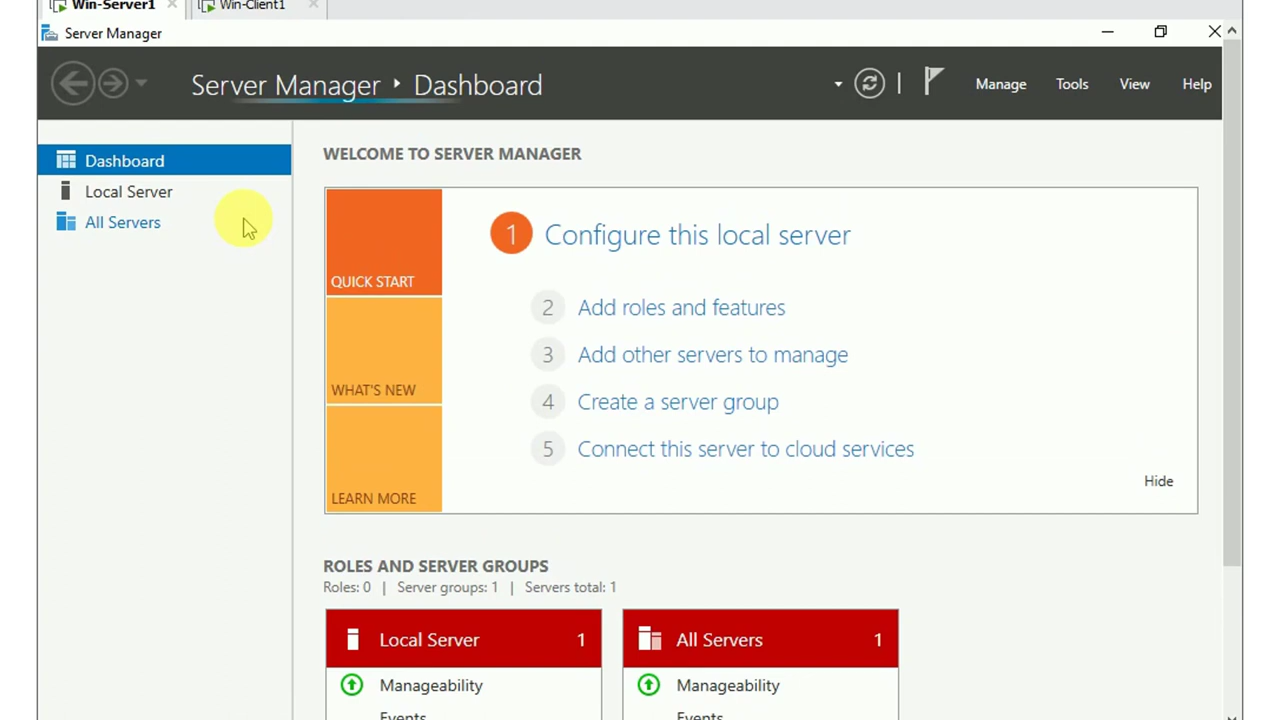 Win-Server1
Win-Client1
Server Manager
Server Manager
Dashboard
Manage
Tools
View
Help
Dashboard
Local Server
All Servers
WELCOME TO SERVER MANAGER
QUICK START
WHAT'S NEW
LEARN MORE
1 Configure this local server
2 Add roles and features
3 Add other servers to manage
4 Create a server group
5 Connect this server to cloud services
Hide
ROLES AND SERVER GROUPS
Roles: 0 | Server groups: 1 | Servers total: 1
Local Server 1
Manageability
Events
All Servers 1
Manageability
Events